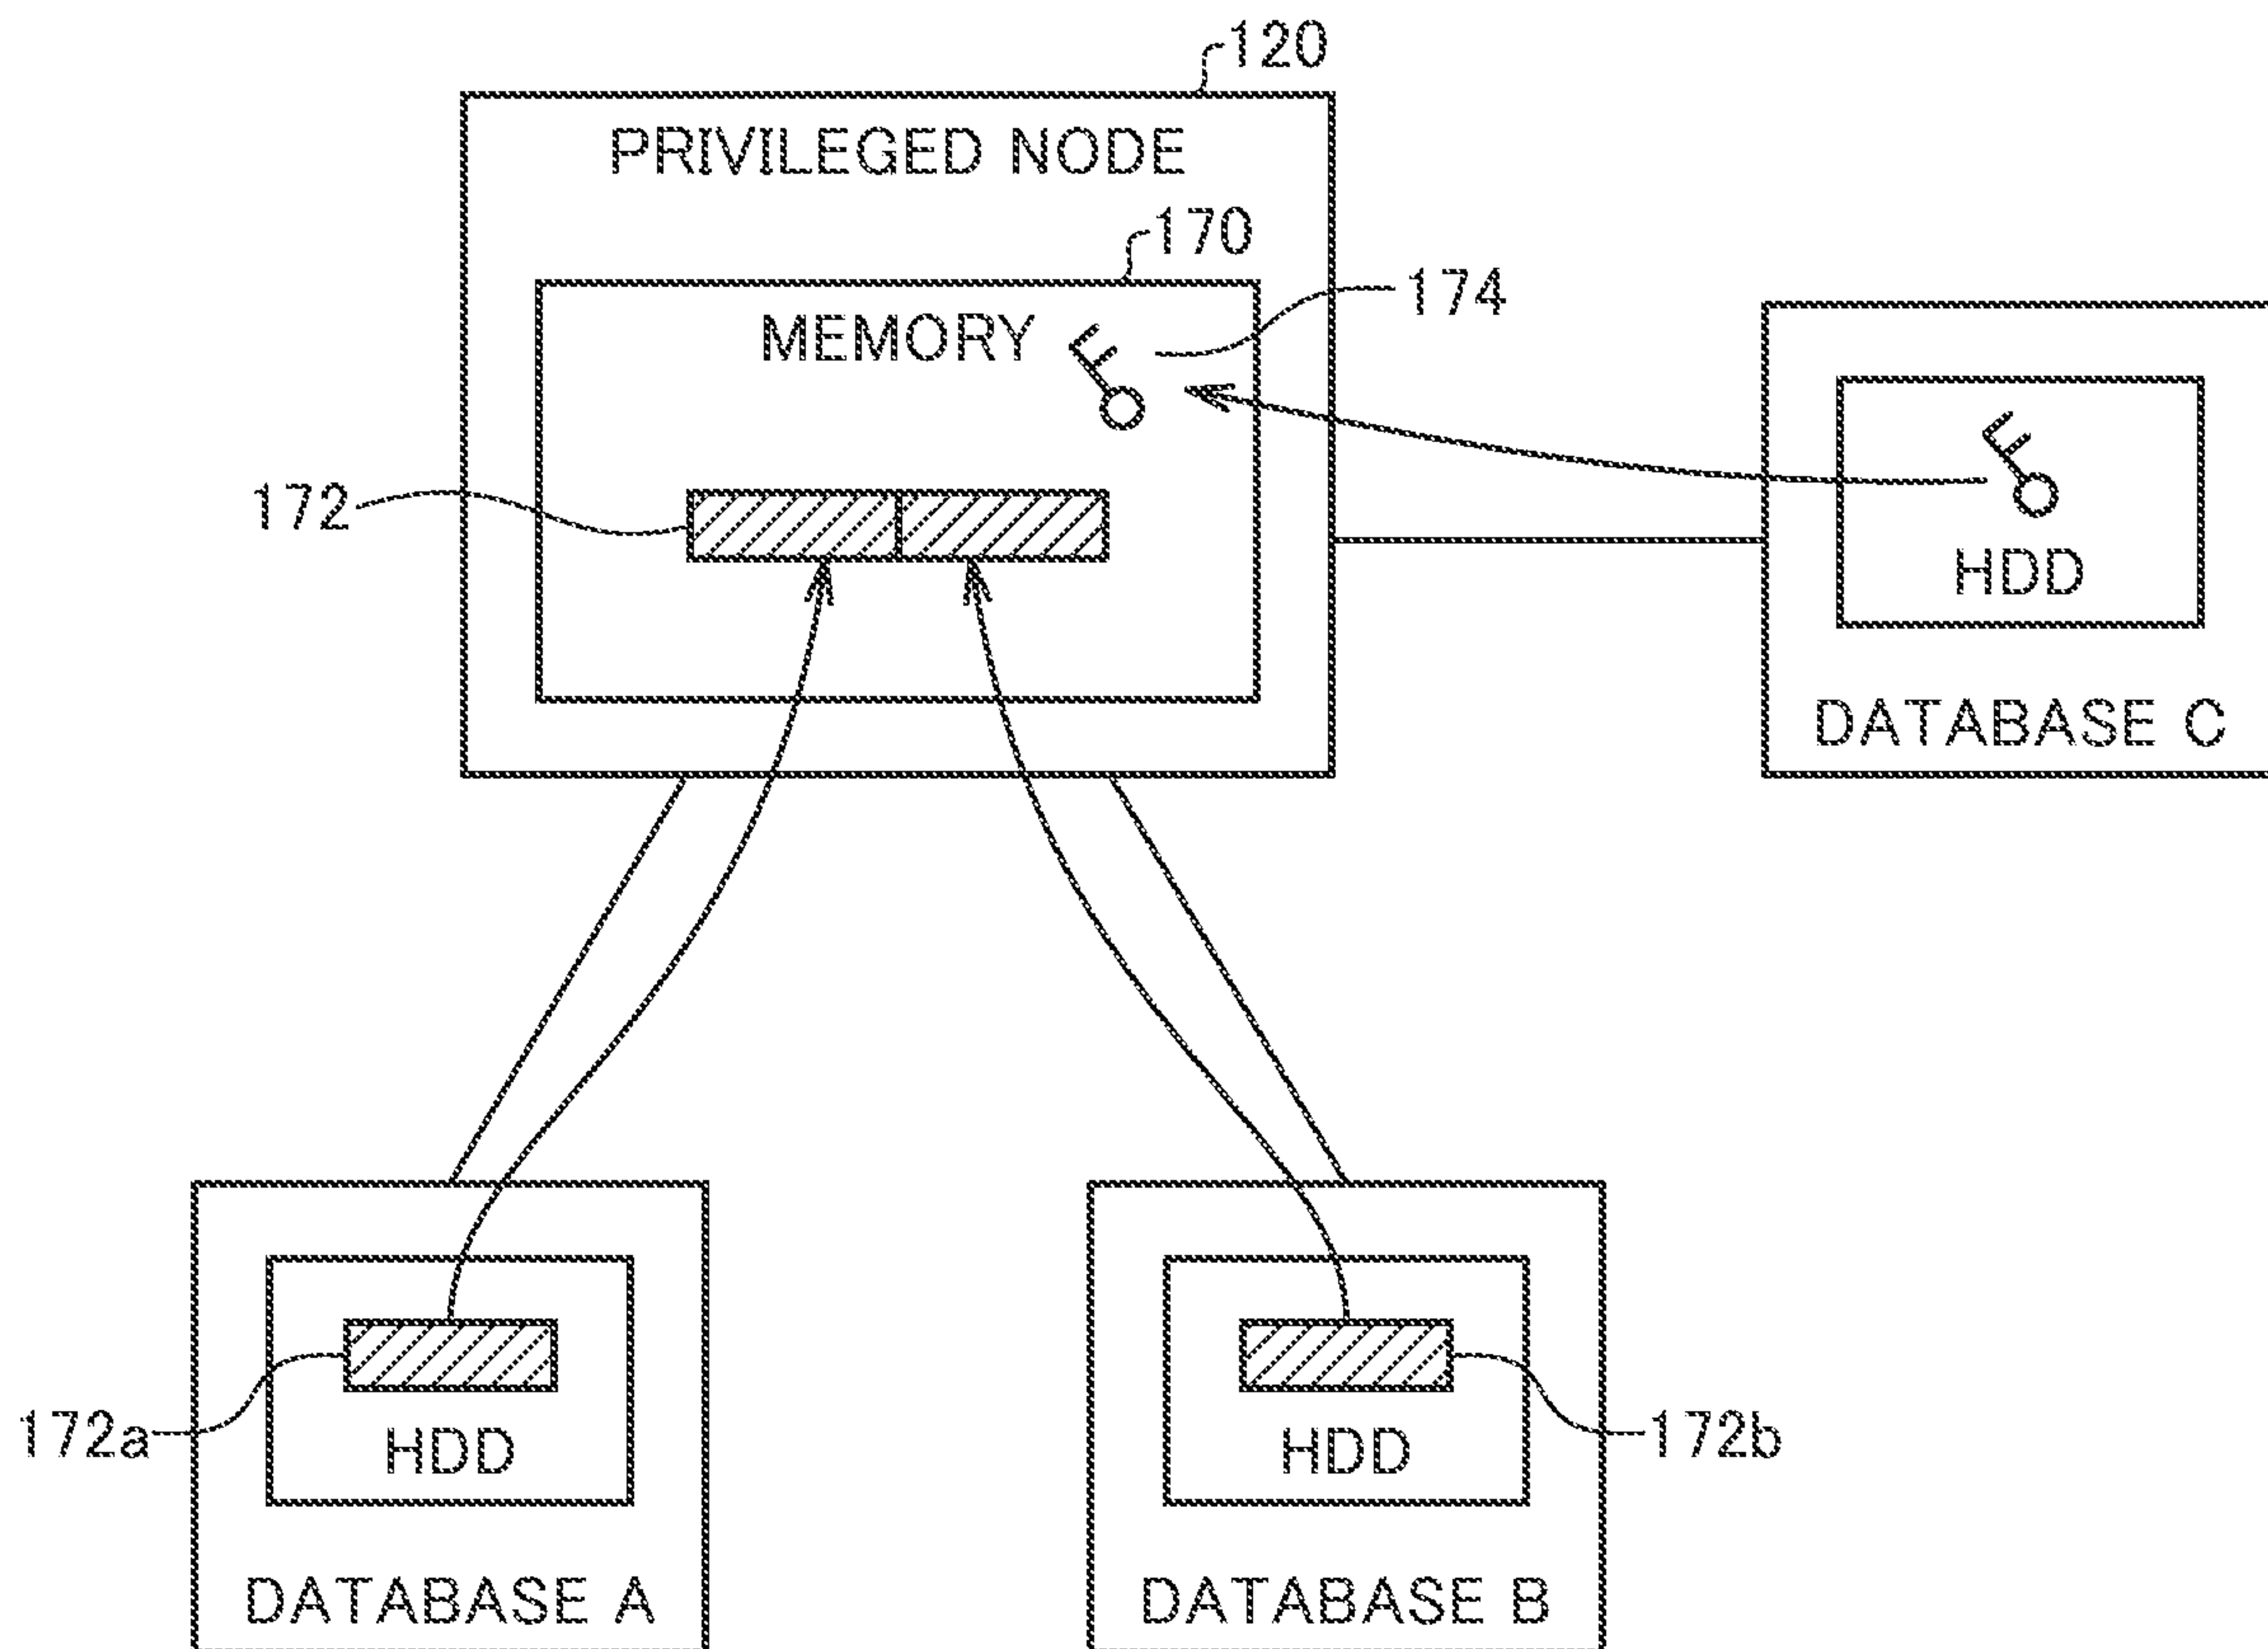 120
PRIVILEGED NODE
170
MEMORY
174
172
HDD
DATABASE C
172a
HDD
DATABASE A
172b
HDD
DATABASE B